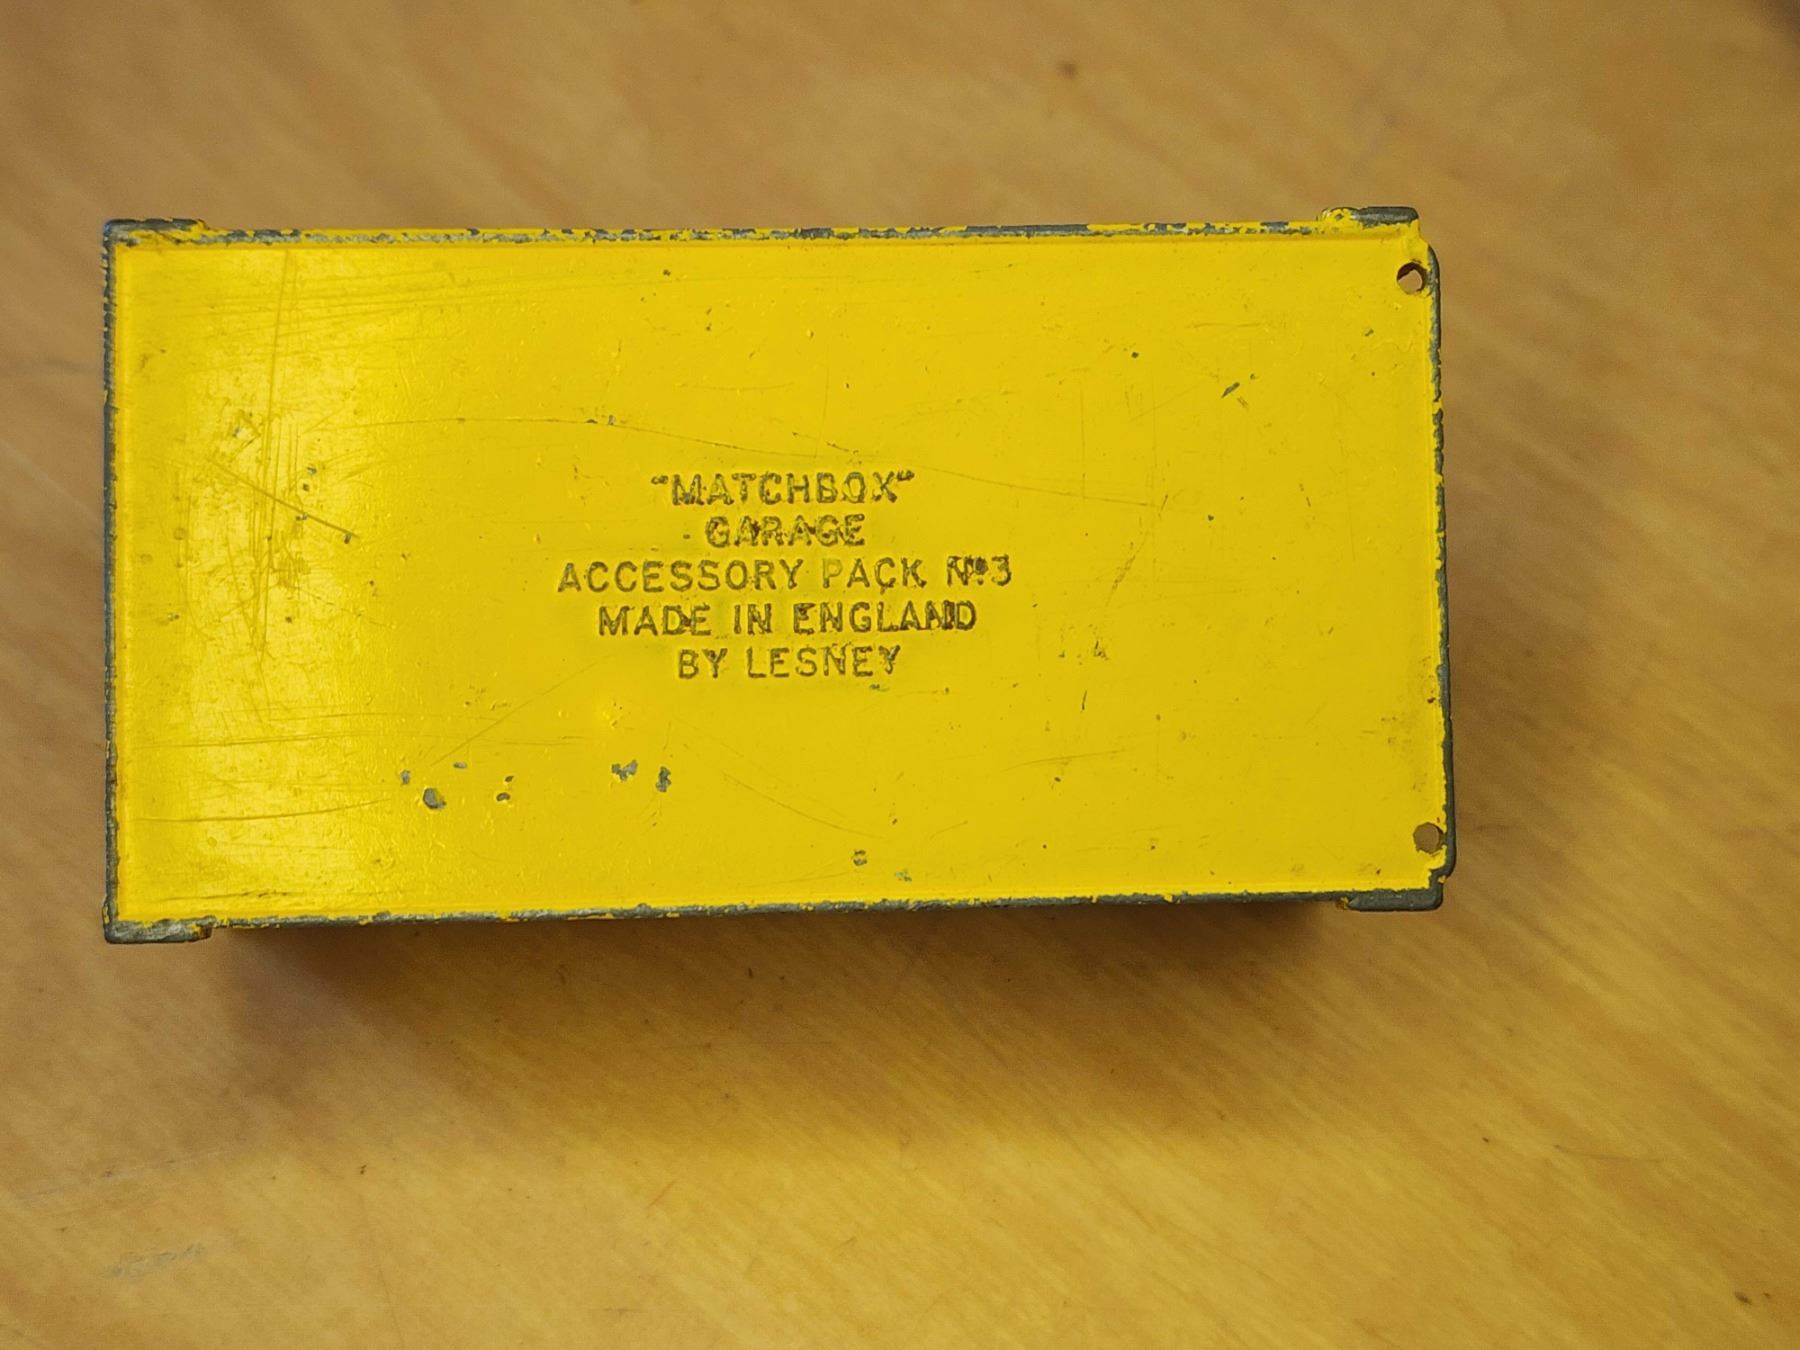 "MATCHBOX"
GARAGE
ACCESSORY PACK Nº3
MADE IN ENGLAND
BY LESNEY